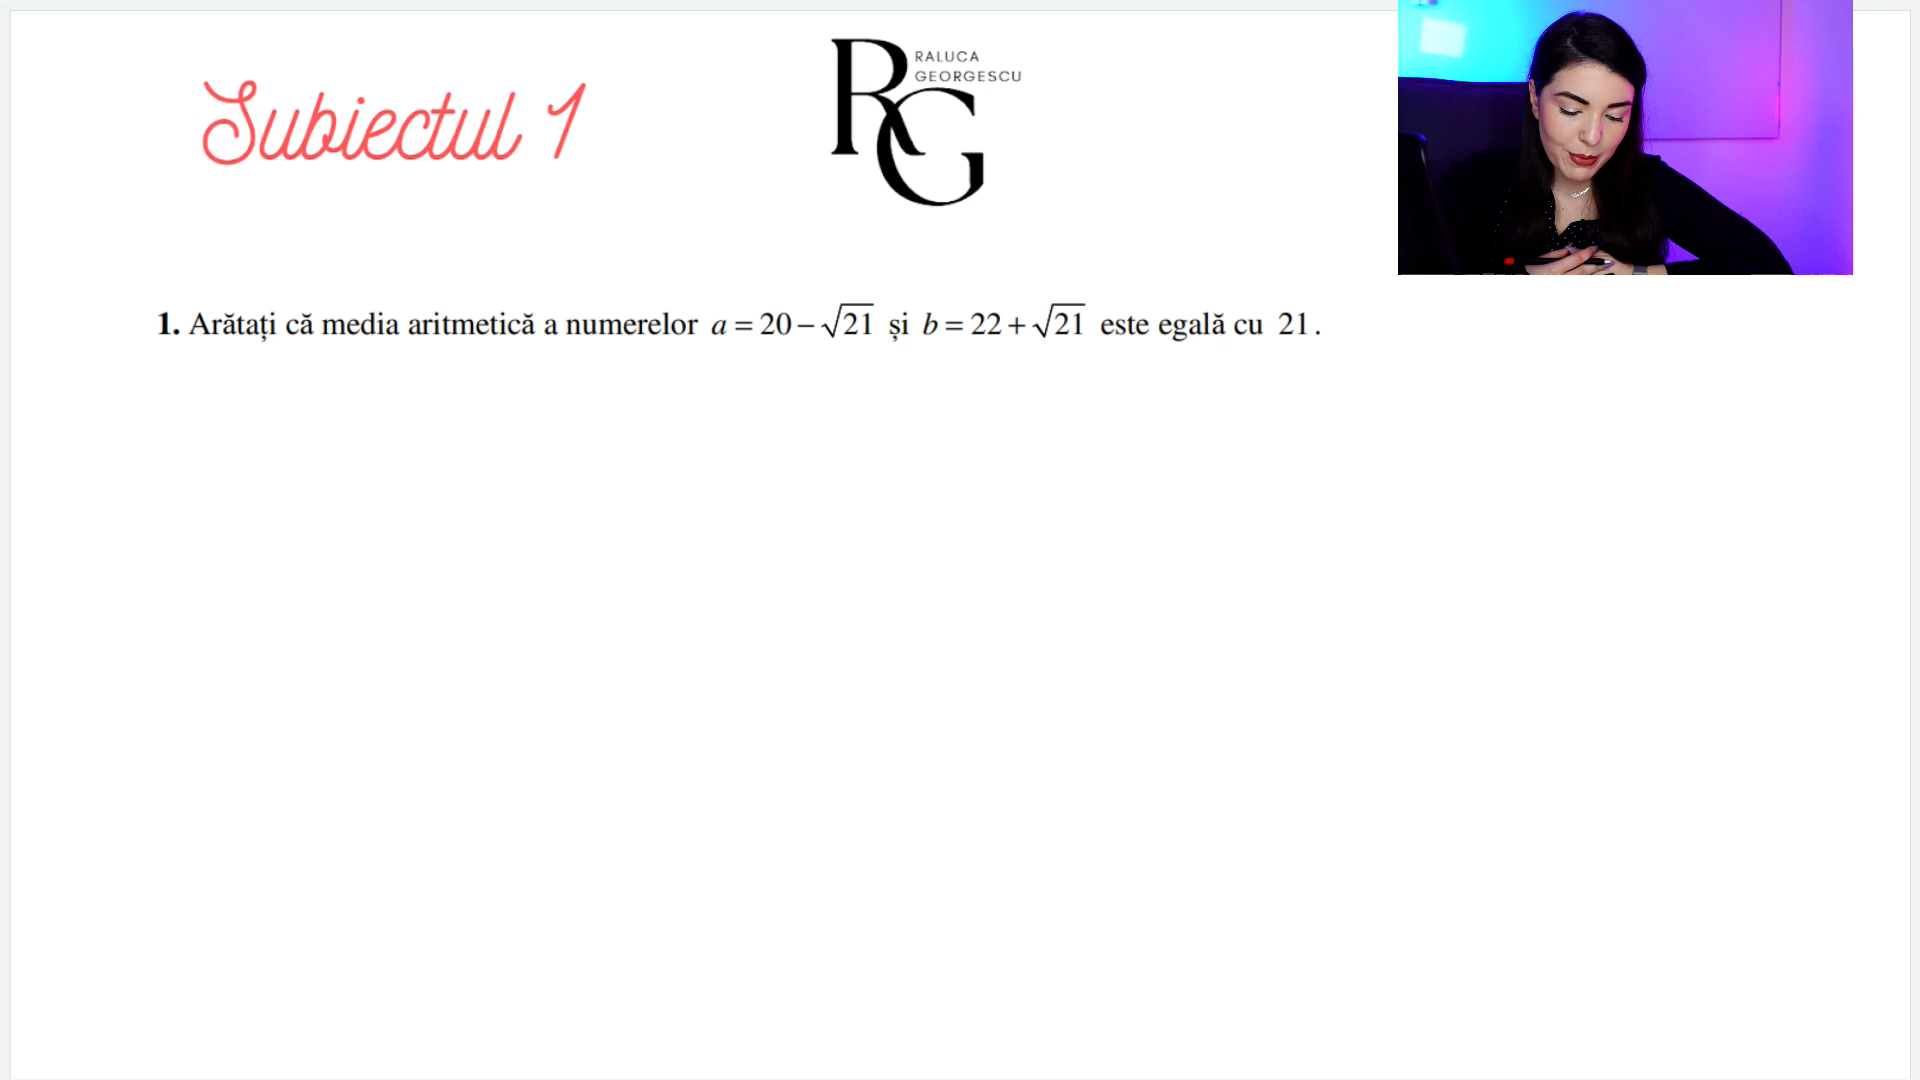 Subiectul 1
RG
RALUCA
GEORGESCU
1. Arătați că media aritmetică a numerelor a = 20 − √21 și b = 22 + √21 este egală cu 21.